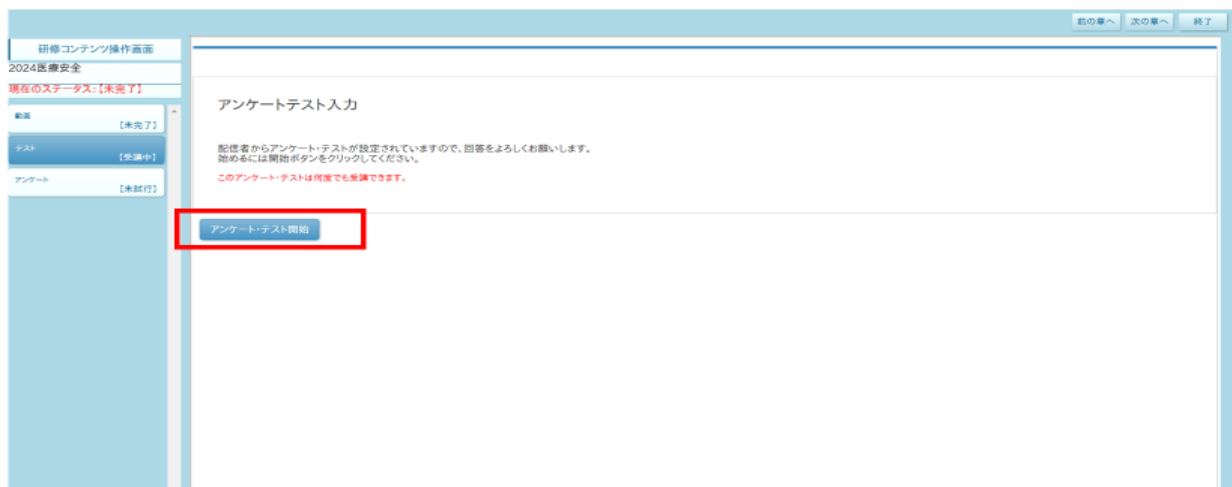 前の章へ 次の章へ 終了
研修コンテンツ操作画面
2024医療安全
現在のステータス:【未完了】
動画
【未完了】
テスト
【受講中】
アンケート
【未試行】
アンケートテスト入力
配信者からアンケート・テストが設定されていますので、回答をよろしくお願いします。
始めるには開始ボタンをクリックしてください。
このアンケート・テストは何度でも受講できます。
アンケート・テスト開始